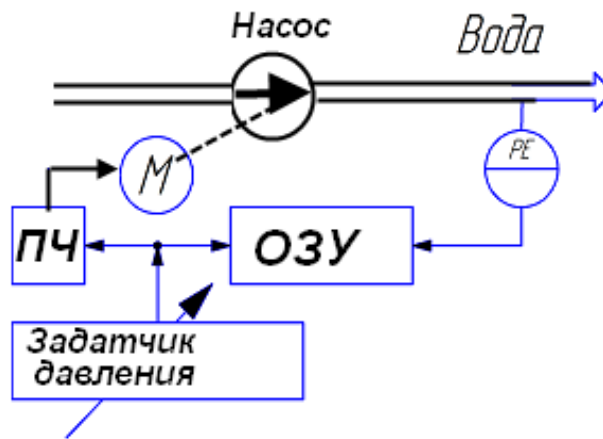 Насос
Вода
PE
М
ПЧ
ОЗУ
Задатчик
давления